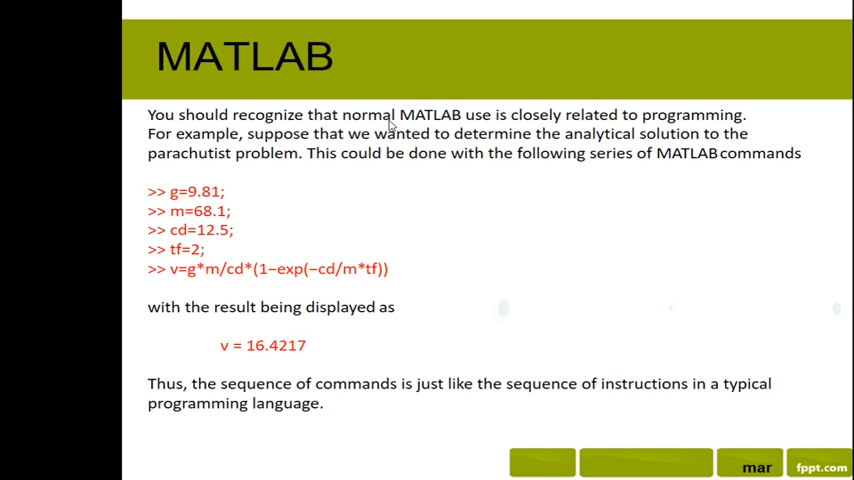 MATLAB
You should recognize that normal MATLAB use is closely related to programming.
For example, suppose that we wanted to determine the analytical solution to the
parachutist problem. This could be done with the following series of MATLAB commands
>> g=9.81;
>> m=68.1;
>> cd=12.5;
>> tf=2;
>> v=g*m/cd*(1−exp(−cd/m*tf))
with the result being displayed as
v = 16.4217
Thus, the sequence of commands is just like the sequence of instructions in a typical
programming language.
mar
fppt.com